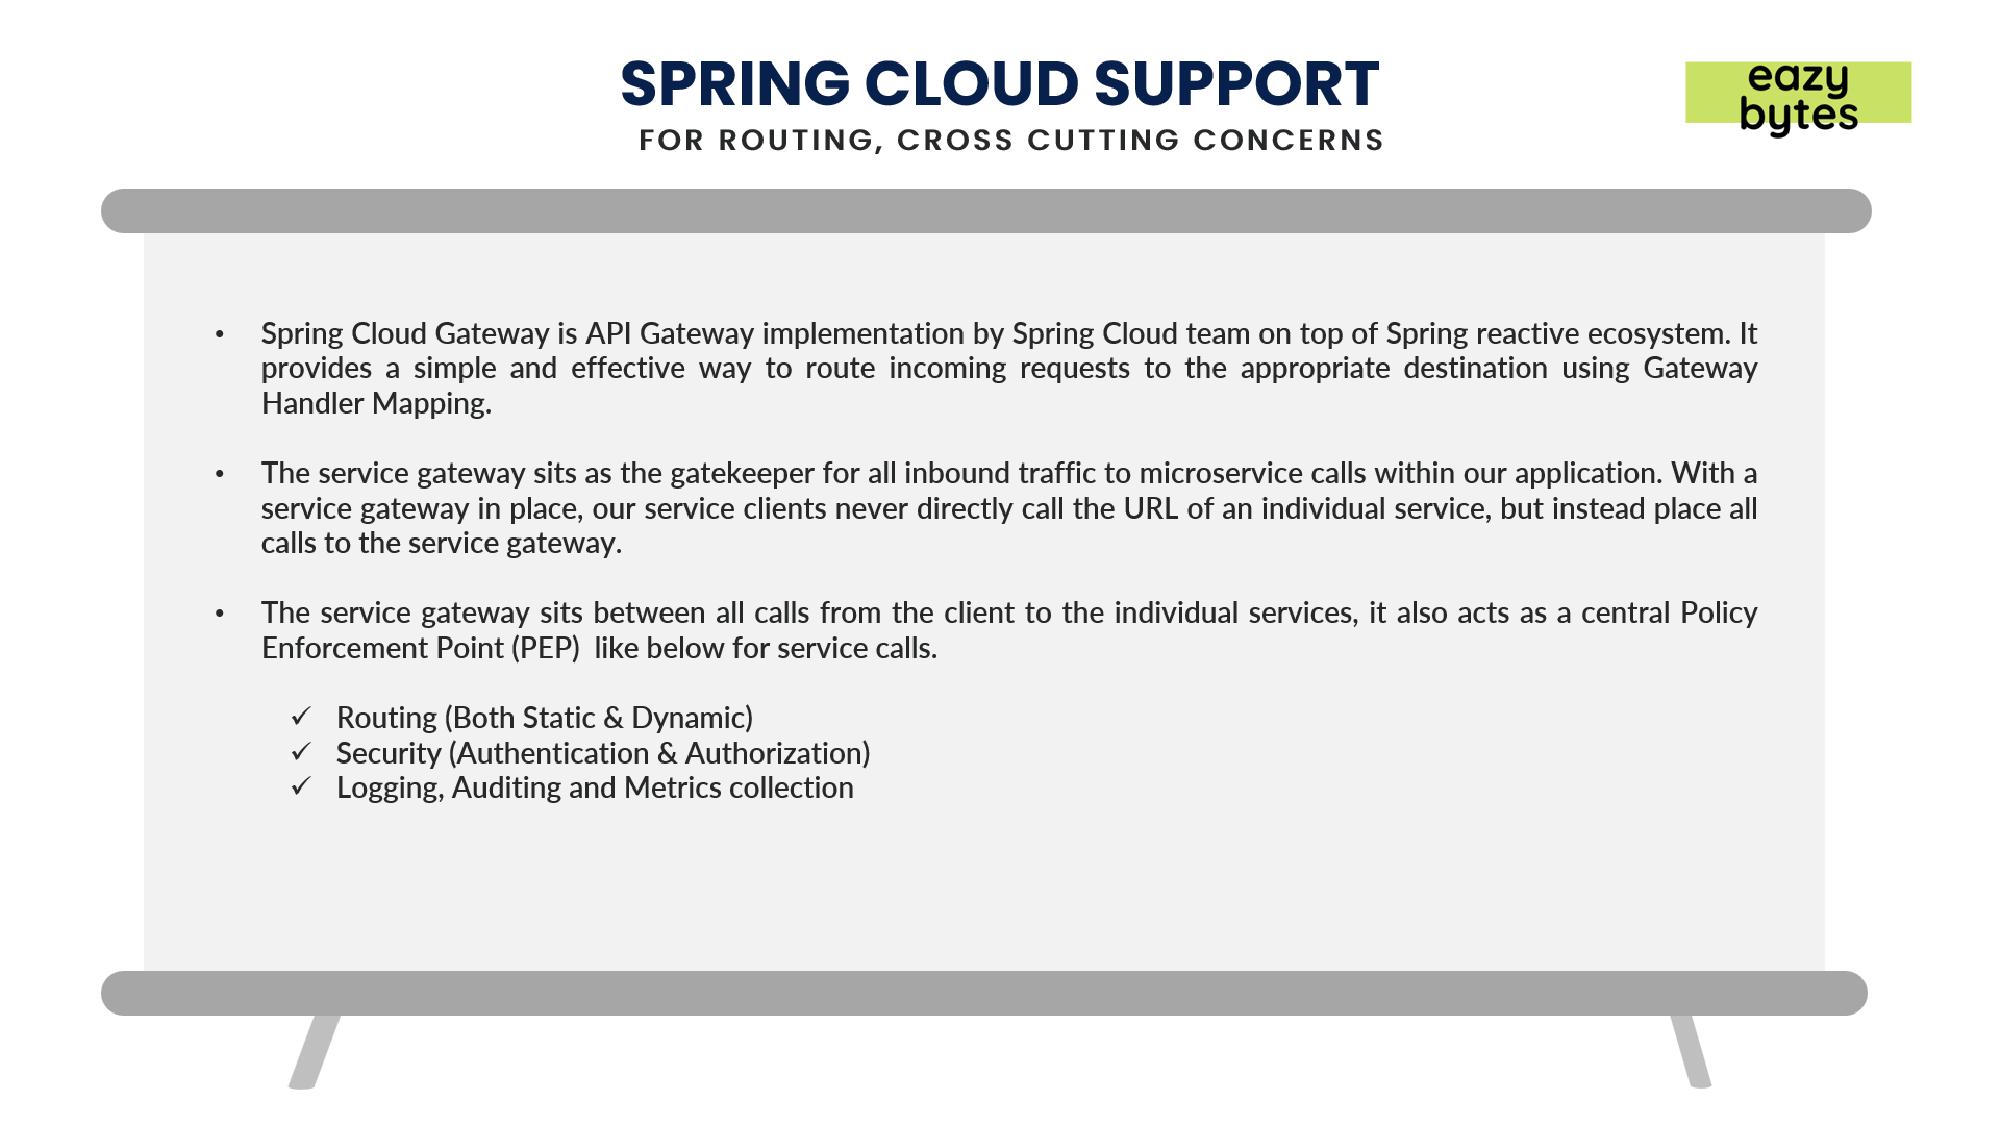 SPRING CLOUD SUPPORT
FOR ROUTING, CROSS CUTTING CONCERNS
eazy
bytes
• Spring Cloud Gateway is API Gateway implementation by Spring Cloud team on top of Spring reactive ecosystem. It
provides a simple and effective way to route incoming requests to the appropriate destination using Gateway
Handler Mapping.
• The service gateway sits as the gatekeeper for all inbound traffic to microservice calls within our application. With a
service gateway in place, our service clients never directly call the URL of an individual service, but instead place all
calls to the service gateway.
• The service gateway sits between all calls from the client to the individual services, it also acts as a central Policy
Enforcement Point (PEP)  like below for service calls.
✓ Routing (Both Static & Dynamic)
✓ Security (Authentication & Authorization)
✓ Logging, Auditing and Metrics collection